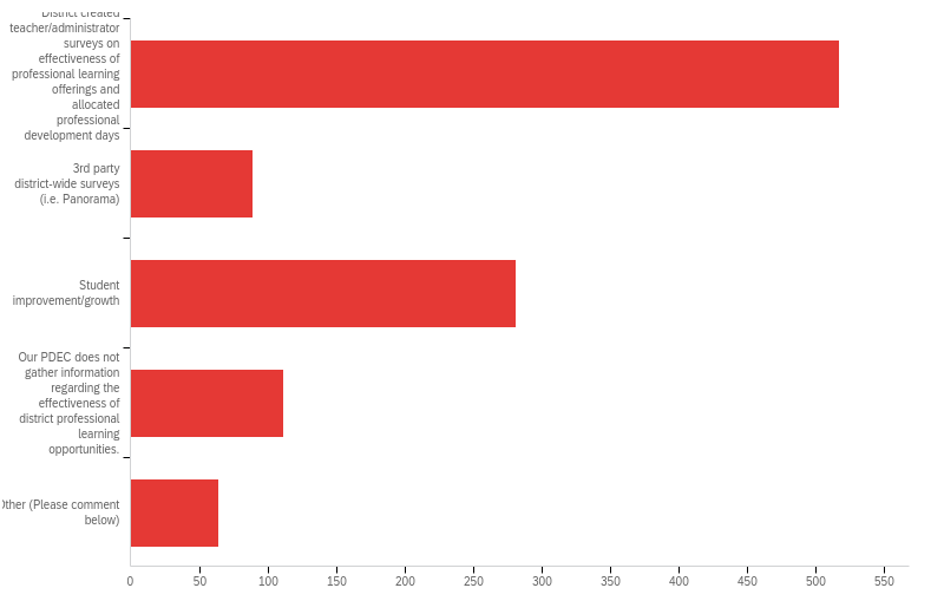 District created
teacher/administrator
surveys on
effectiveness of
professional learning
offerings and
allocated
professional
development days
3rd party
district-wide surveys
(i.e. Panorama)
Student
improvement/growth
Our PDEC does not
gather information
regarding the
effectiveness of
district professional
learning
opportunities.
Other (Please comment
below)
0 50 100 150 200 250 300 350 400 450 500 550